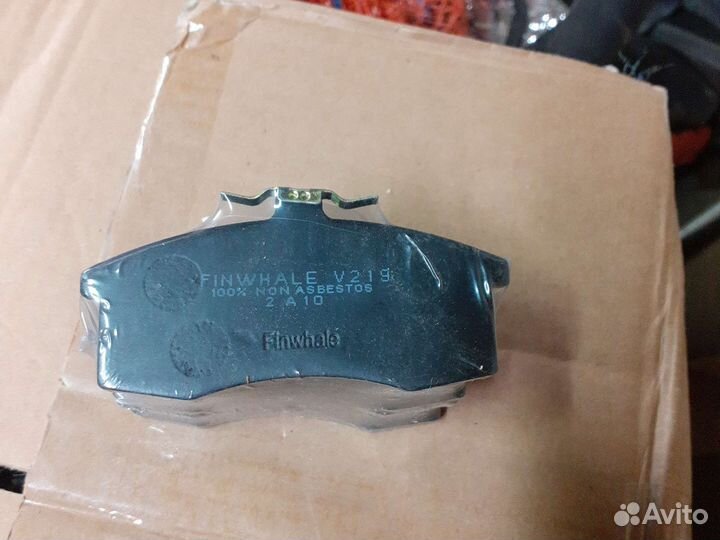 FINWHALE V219
100% NON ASBESTOS
2 A10
Finwhale
Avito